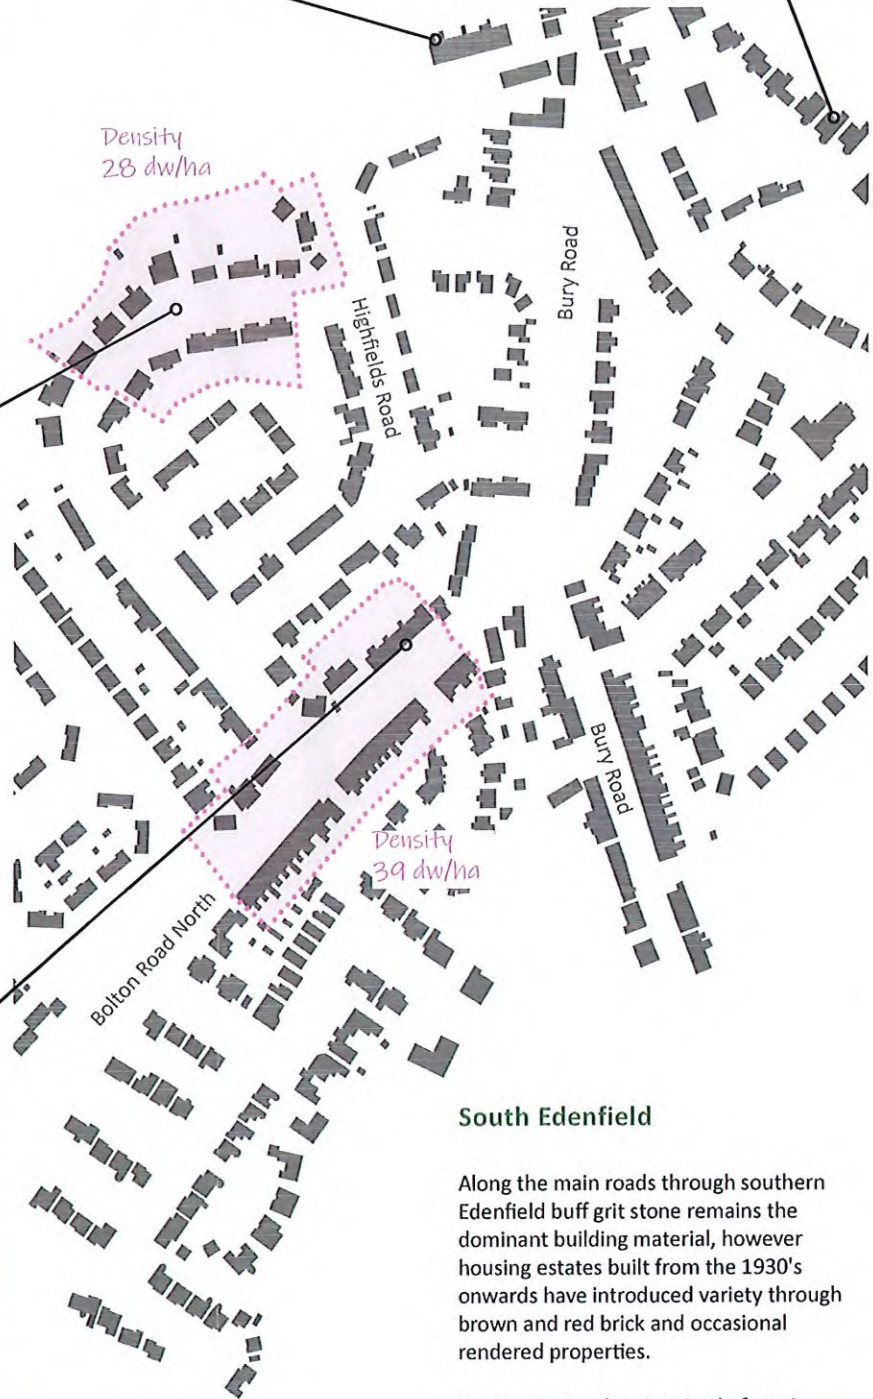 Density
28 dw/ha
Bury Road
Highfields Road
Bury Road
Density
39 dw/ha
Bolton Road North
South Edenfield
Along the main roads through southern
Edenfield buff grit stone remains the
dominant building material, however
housing estates built from the 1930's
onwards have introduced variety through
brown and red brick and occasional
rendered properties.